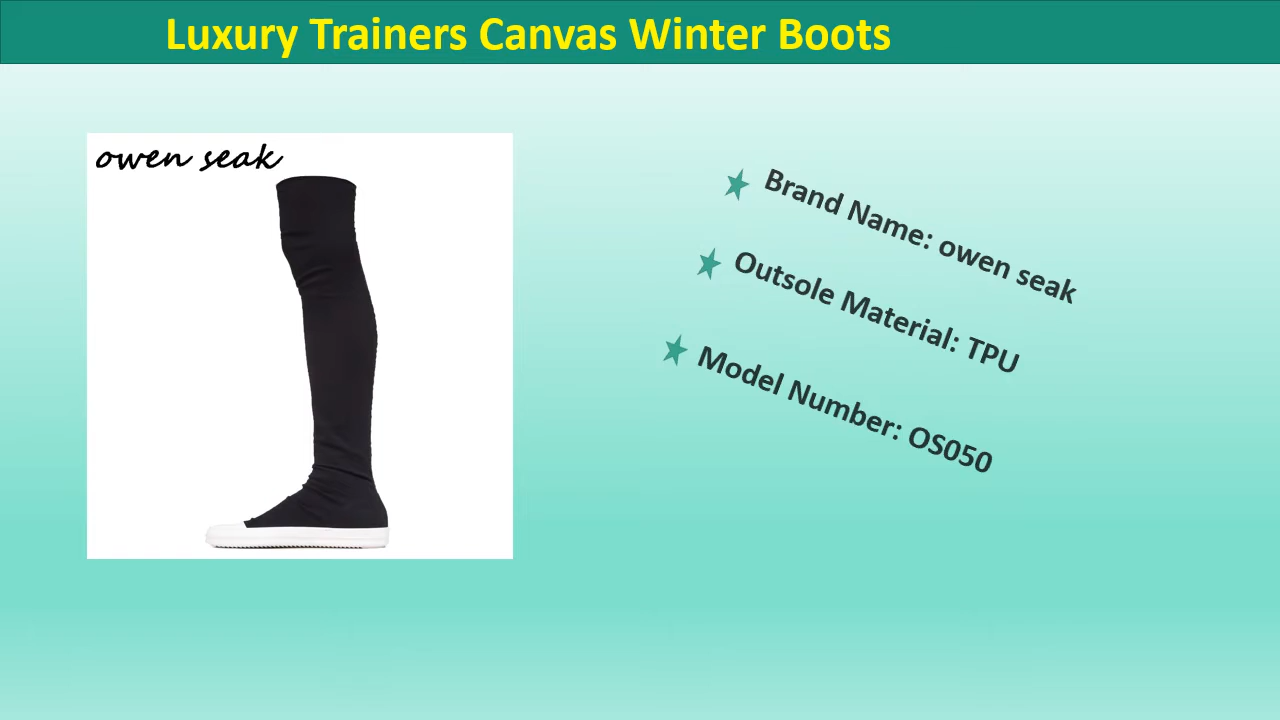 Luxury Trainers Canvas Winter Boots
owen seak
Brand Name: owen seak
Outsole Material: TPU
Model Number: OS050